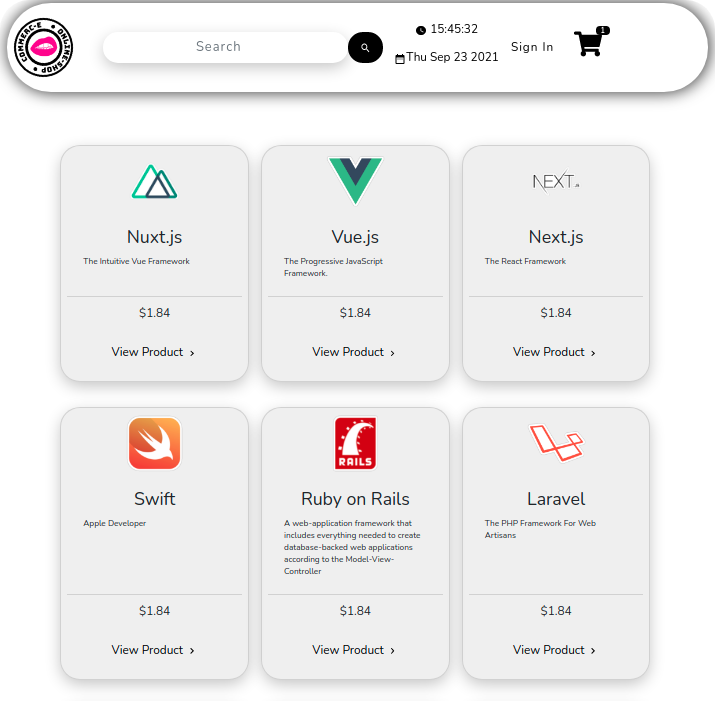 COMMERC-E
ONLINE-SHOP
Search
15:45:32
Thu Sep 23 2021
Sign In
1
NEXT.js
Nuxt.js
Vue.js
Next.js
The Intuitive Vue Framework
The Progressive JavaScript
Framework.
The React Framework
$1.84
$1.84
$1.84
View Product
View Product
View Product
RAILS
Swift
Ruby on Rails
Laravel
Apple Developer
A web-application framework that
includes everything needed to create
database-backed web applications
according to the Model-View-
Controller
The PHP Framework For Web
Artisans
$1.84
$1.84
$1.84
View Product
View Product
View Product